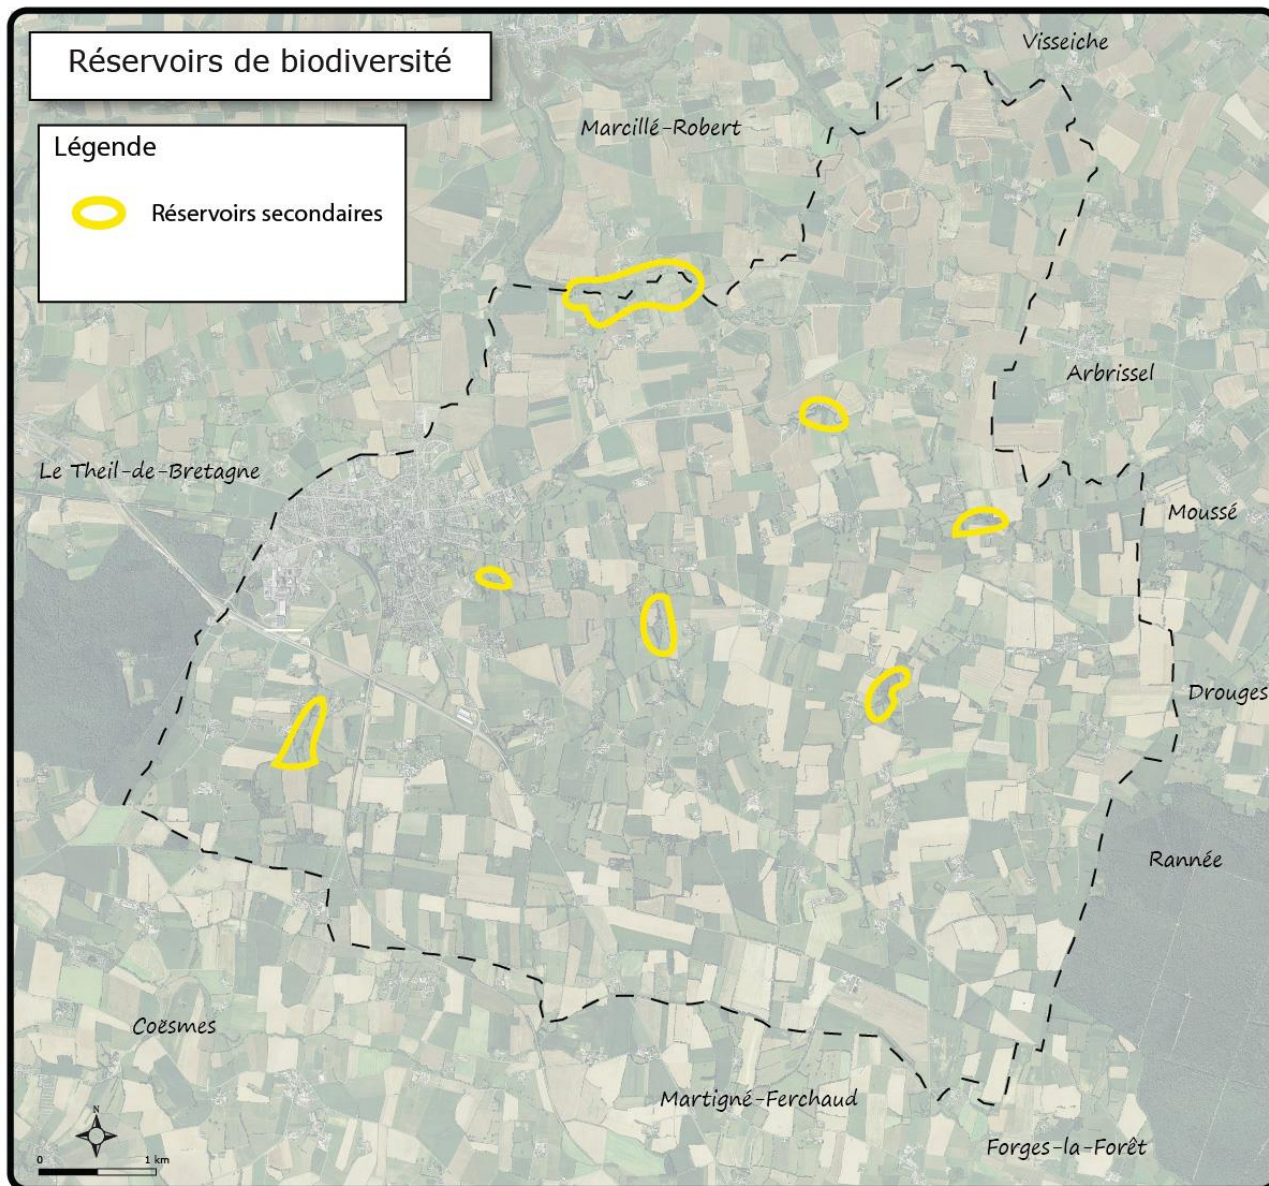 Réservoirs de biodiversité
Légende
Réservoirs secondaires
Visseiche
Marcillé-Robert
Arbrissel
Le Theil-de-Bretagne
Moussé
Drouges
Rannée
Coësmes
Martigné-Ferchaud
Forges-la-Forêt
N
0 1 km